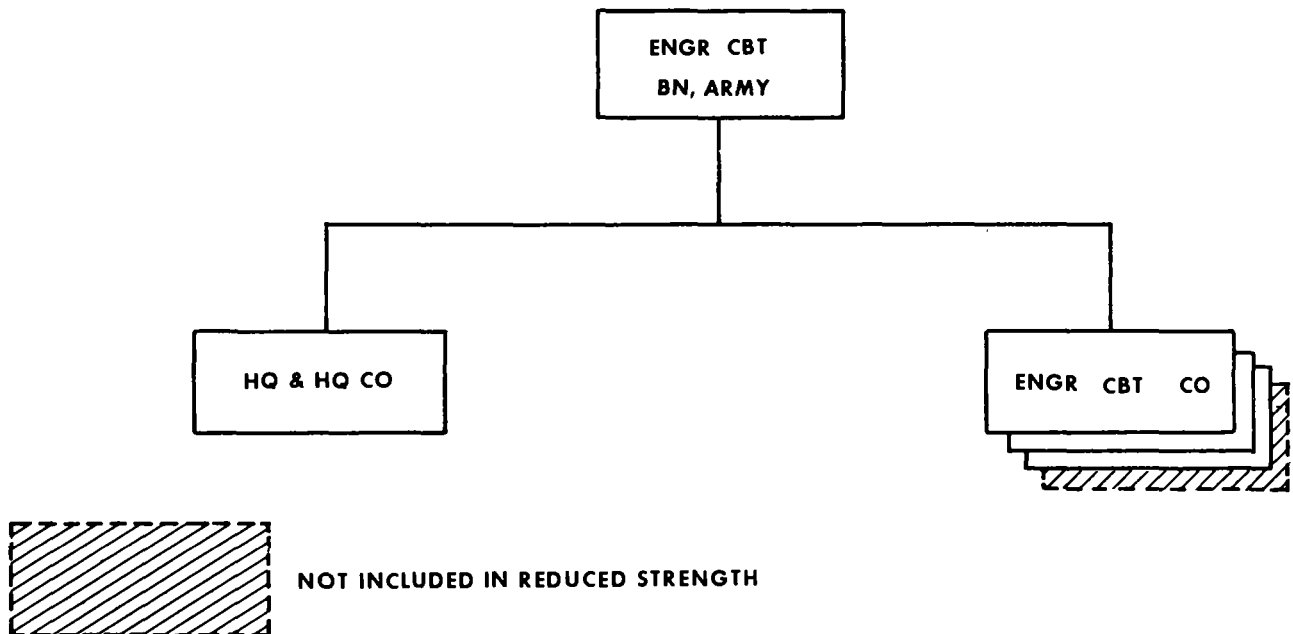 ENGR CBT
BN, ARMY
HQ & HQ CO
ENGR CBT CO
NOT INCLUDED IN REDUCED STRENGTH